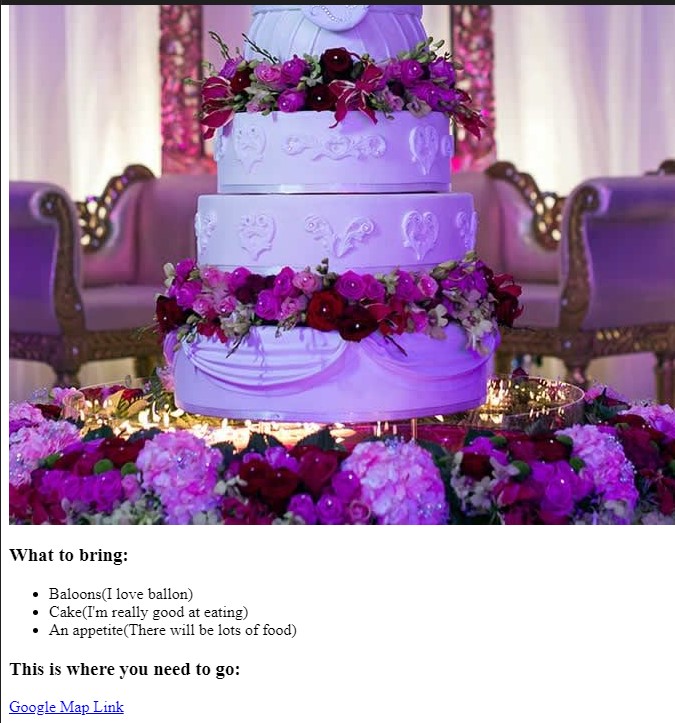 What to bring:
Baloons(I love ballon)
Cake(I'm really good at eating)
An appetite(There will be lots of food)
This is where you need to go:
Google Map Link